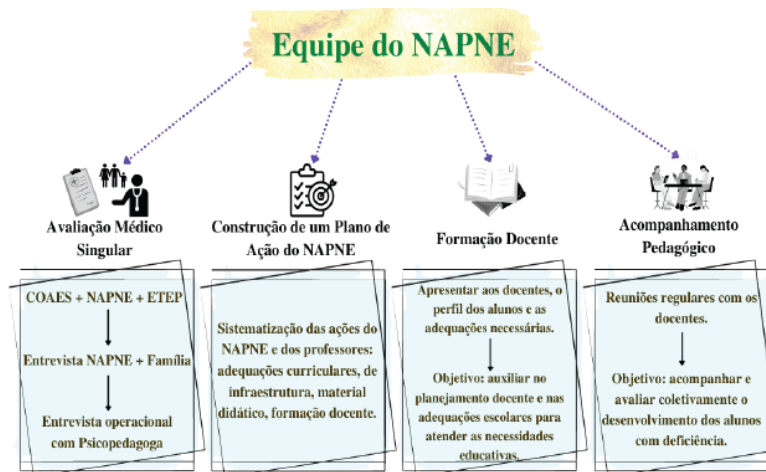 Equipe do NAPNE
Avaliação Médico
Singular
COAES + NAPNE + ETEP
Entrevista NAPNE + Família
Entrevista operacional
com Psicopedagoga
Construção de um Plano de
Ação do NAPNE
Sistematização das ações do
NAPNE e dos professores:
adequações curriculares, de
infraestrutura, material
didático, formação docente.
Formação Docente
Apresentar aos docentes, o
perfil dos alunos e as
adequações necessárias.
Objetivo: auxiliar no
planejamento docente e nas
adequações escolares para
atender as necessidades
educativas.
Acompanhamento
Pedagógico
Reuniões regulares com os
docentes.
Objetivo: acompanhar e
avaliar coletivamente o
desenvolvimento dos alunos
com deficiência.